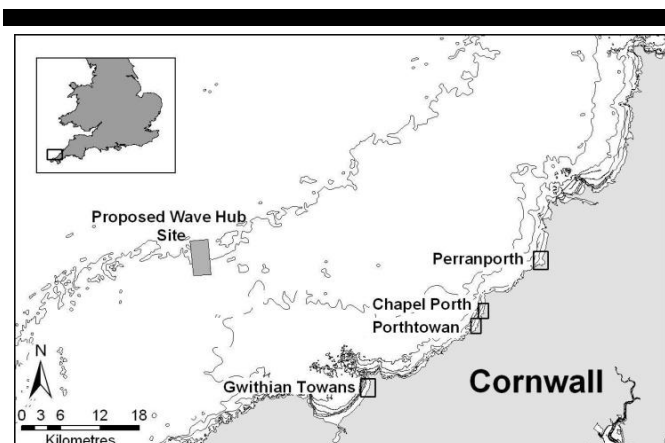 Proposed Wave Hub
Site
Perranporth
Chapel Porth
Porthtowan
Gwithian Towans
Cornwall
N
0 3 6 12 18
Kilometres